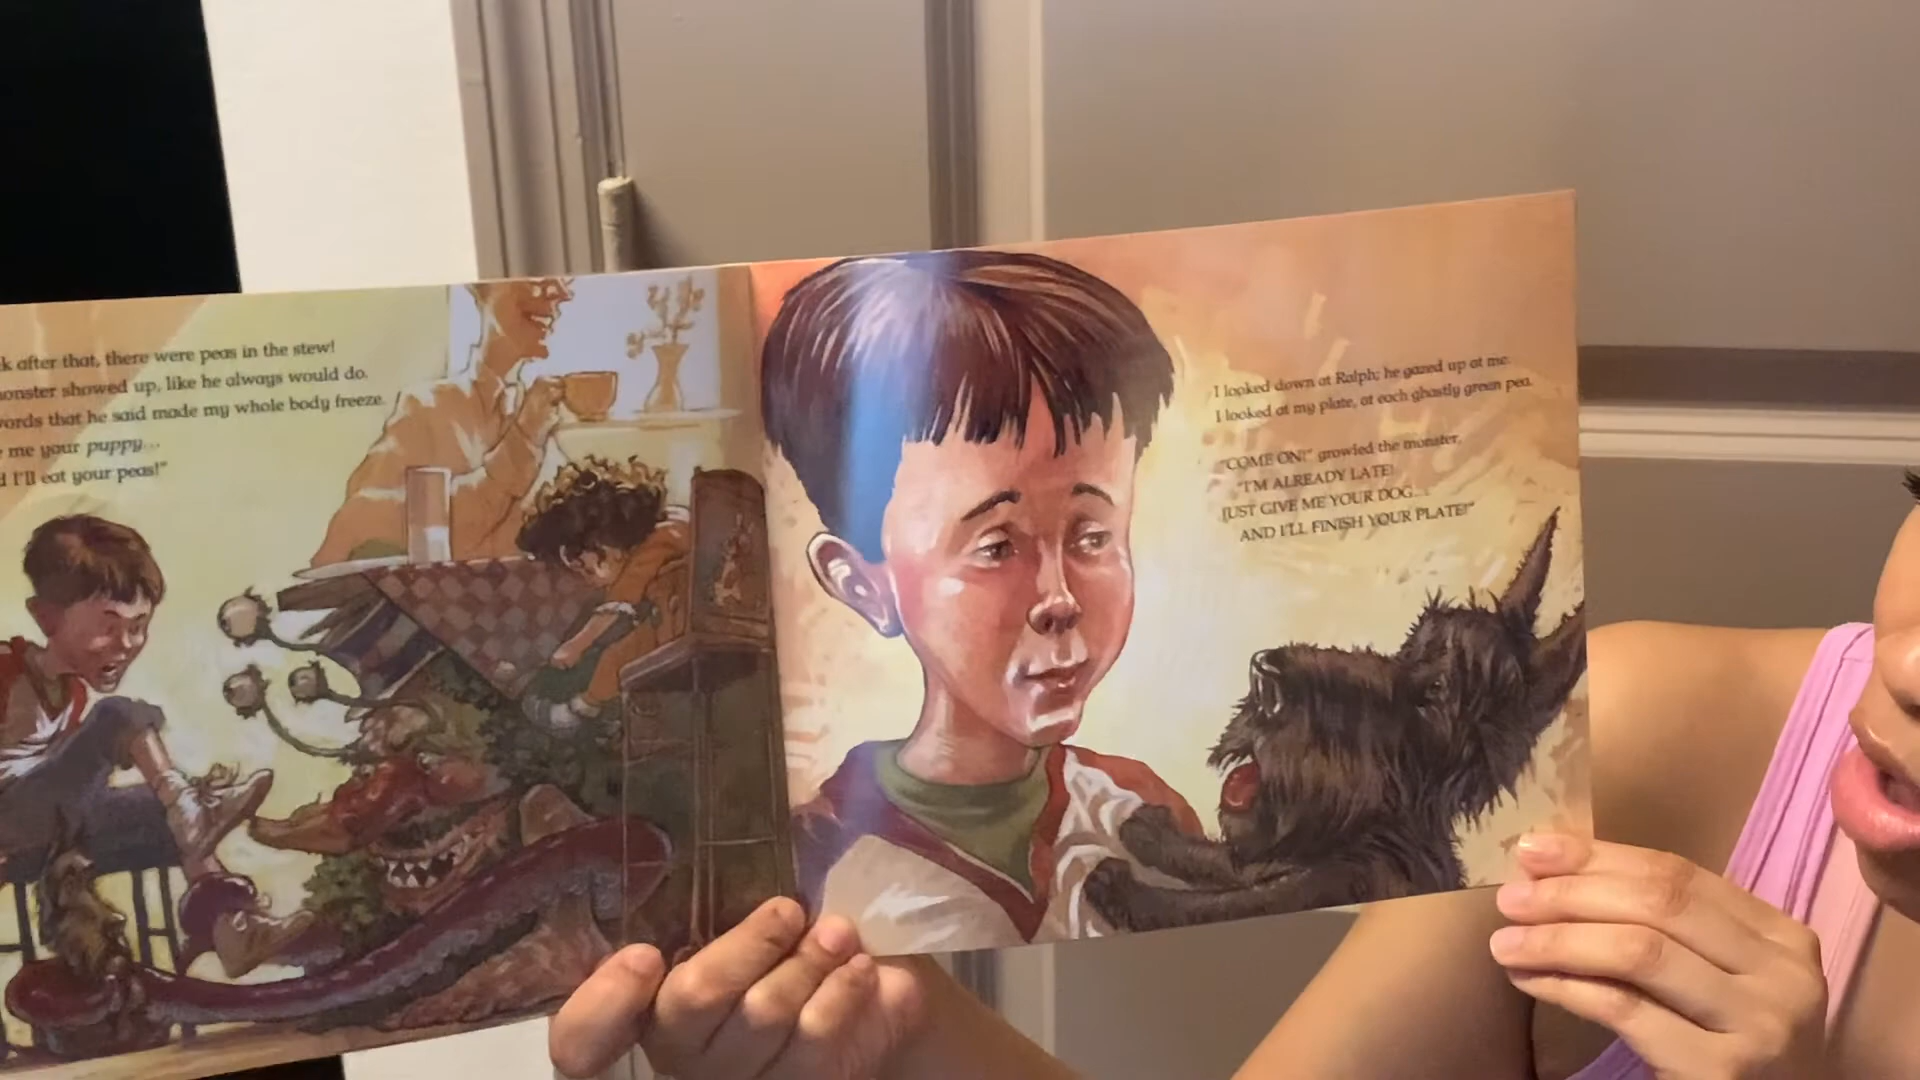 k after that, there were peas in the stew!
onster showed up, like he always would do.
words that he said made my whole body freeze.
me your puppy...
d I'll eat your peas!"
I looked down at Ralph; he gazed up at me.
I looked at my plate, at each ghastly green pea.
"COME ON!" growled the monster.
"I'M ALREADY LATE!
JUST GIVE ME YOUR DOG...
AND I'LL FINISH YOUR PLATE!"